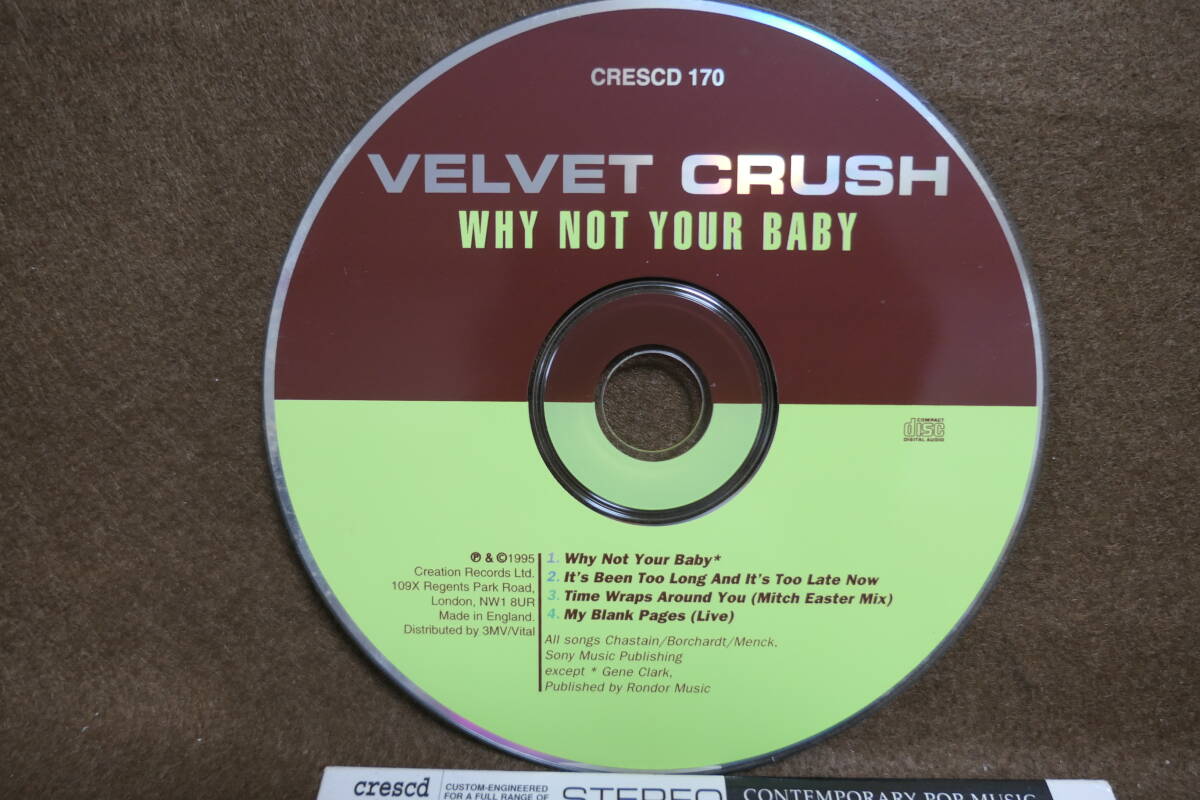 CRESCD 170
VELVET CRUSH
WHY NOT YOUR BABY
COMPACT
disc
DIGITAL AUDIO
℗ & ©1995
Creation Records Ltd.
109X Regents Park Road,
London, NW1 8UR
Made in England.
Distributed by 3MV/Vital
1. Why Not Your Baby*
2. It's Been Too Long And It's Too Late Now
3. Time Wraps Around You (Mitch Easter Mix)
4. My Blank Pages (Live)
All songs Chastain/Borchardt/Menck,
Sony Music Publishing
except * Gene Clark,
Published by Rondor Music
crescd
CUSTOM-ENGINEERED
FOR A FULL RANGE OF
STEREO
CONTEMPORARY POP MUSIC